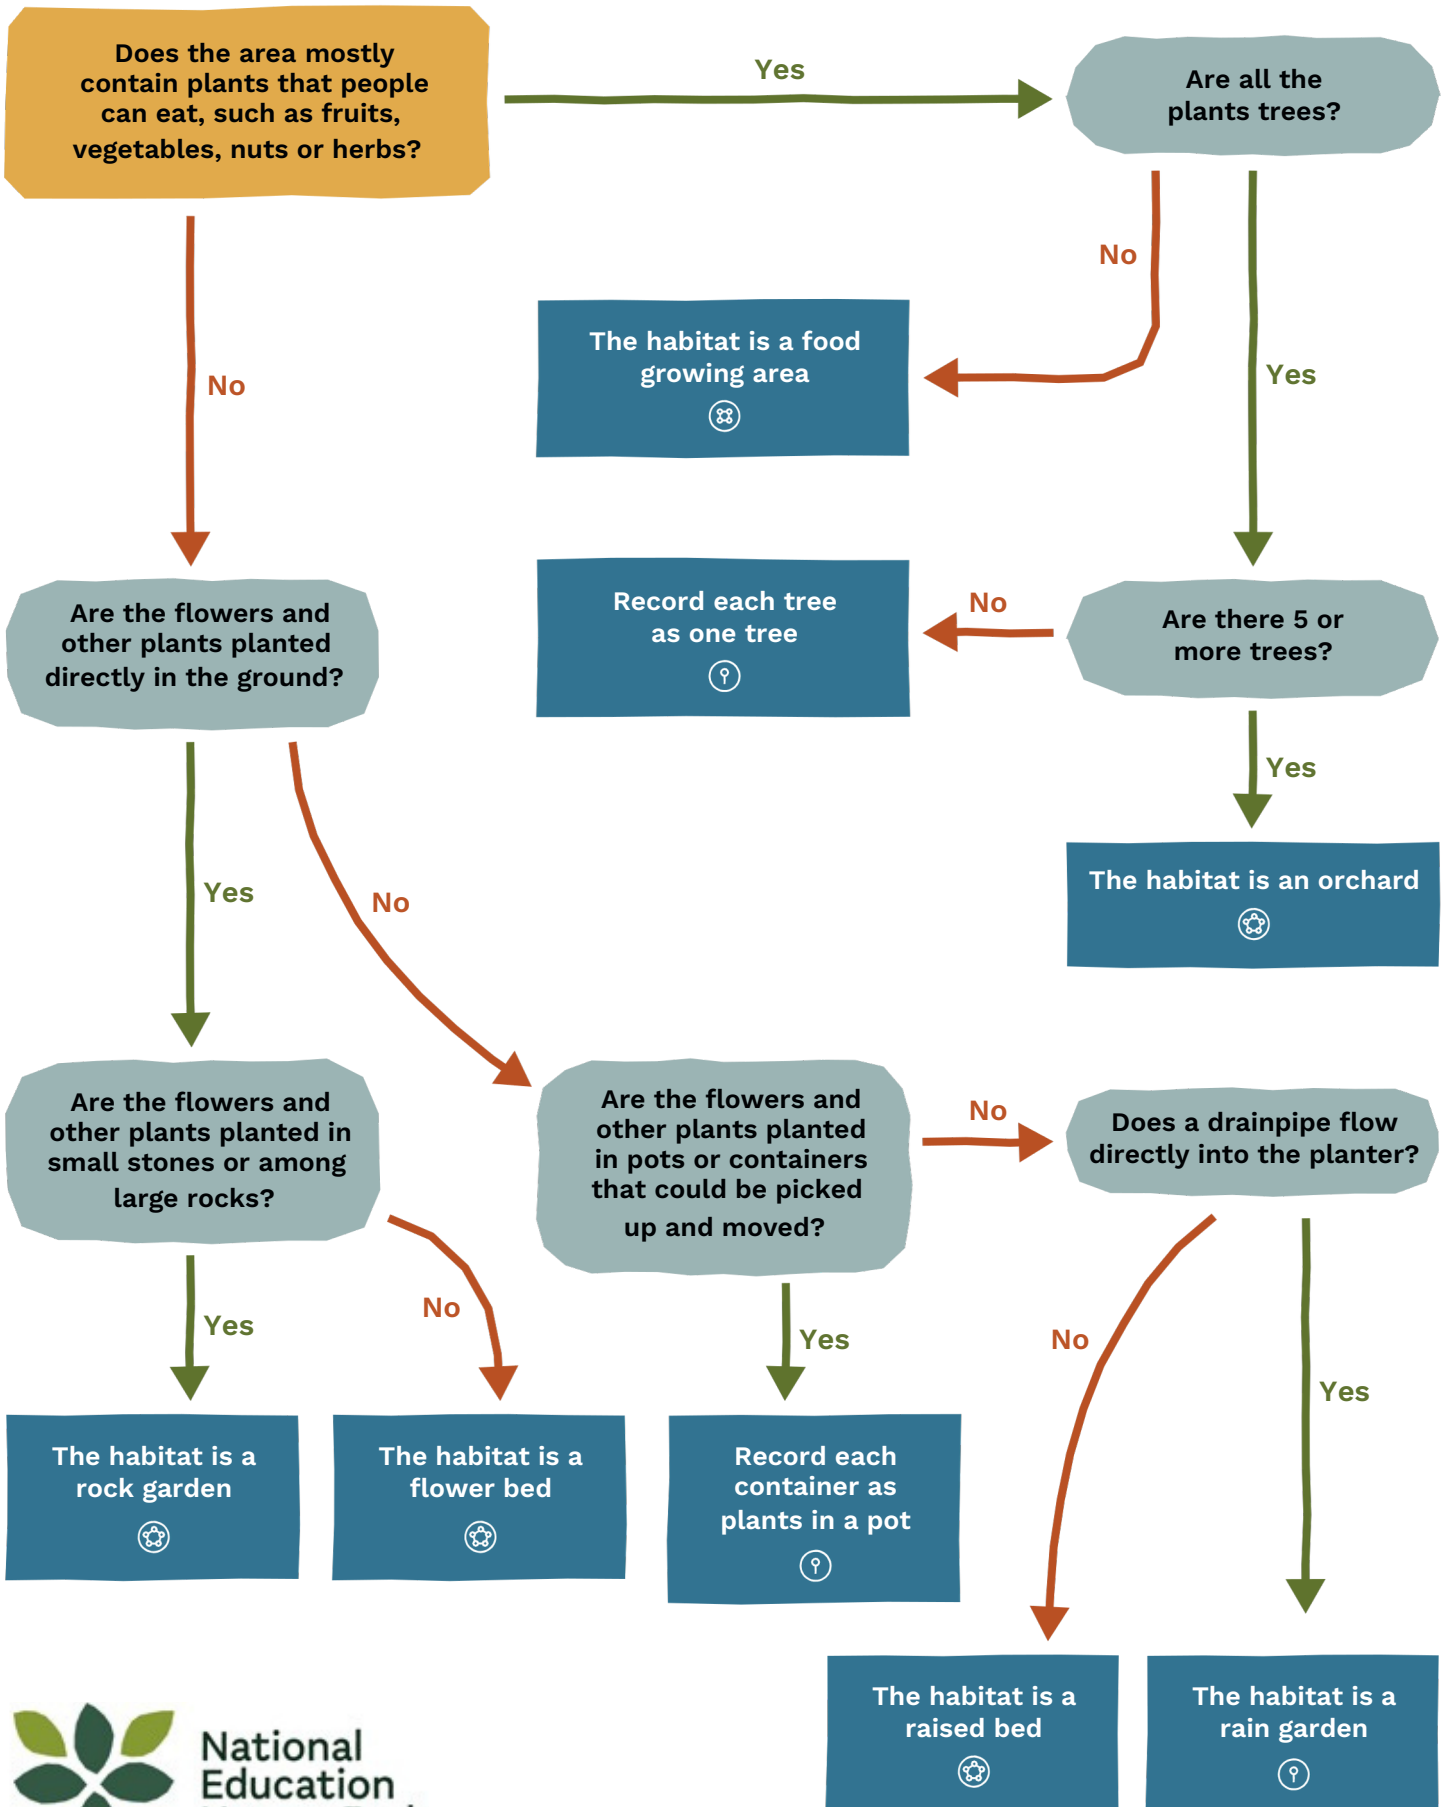 Does the area mostly
contain plants that people
can eat, such as fruits,
vegetables, nuts or herbs?
Yes
Are all the
plants trees?
No
The habitat is a food
growing area
Yes
No
Are the flowers and
other plants planted
directly in the ground?
Record each tree
as one tree
No
Are there 5 or
more trees?
Yes
The habitat is an orchard
Yes
No
Are the flowers and
other plants planted in
small stones or among
large rocks?
Are the flowers and
other plants planted
in pots or containers
that could be picked
up and moved?
No
Does a drainpipe flow
directly into the planter?
Yes
No
Yes
No
Yes
The habitat is a
rock garden
The habitat is a
flower bed
Record each
container as
plants in a pot
The habitat is a
raised bed
The habitat is a
rain garden
National
Education